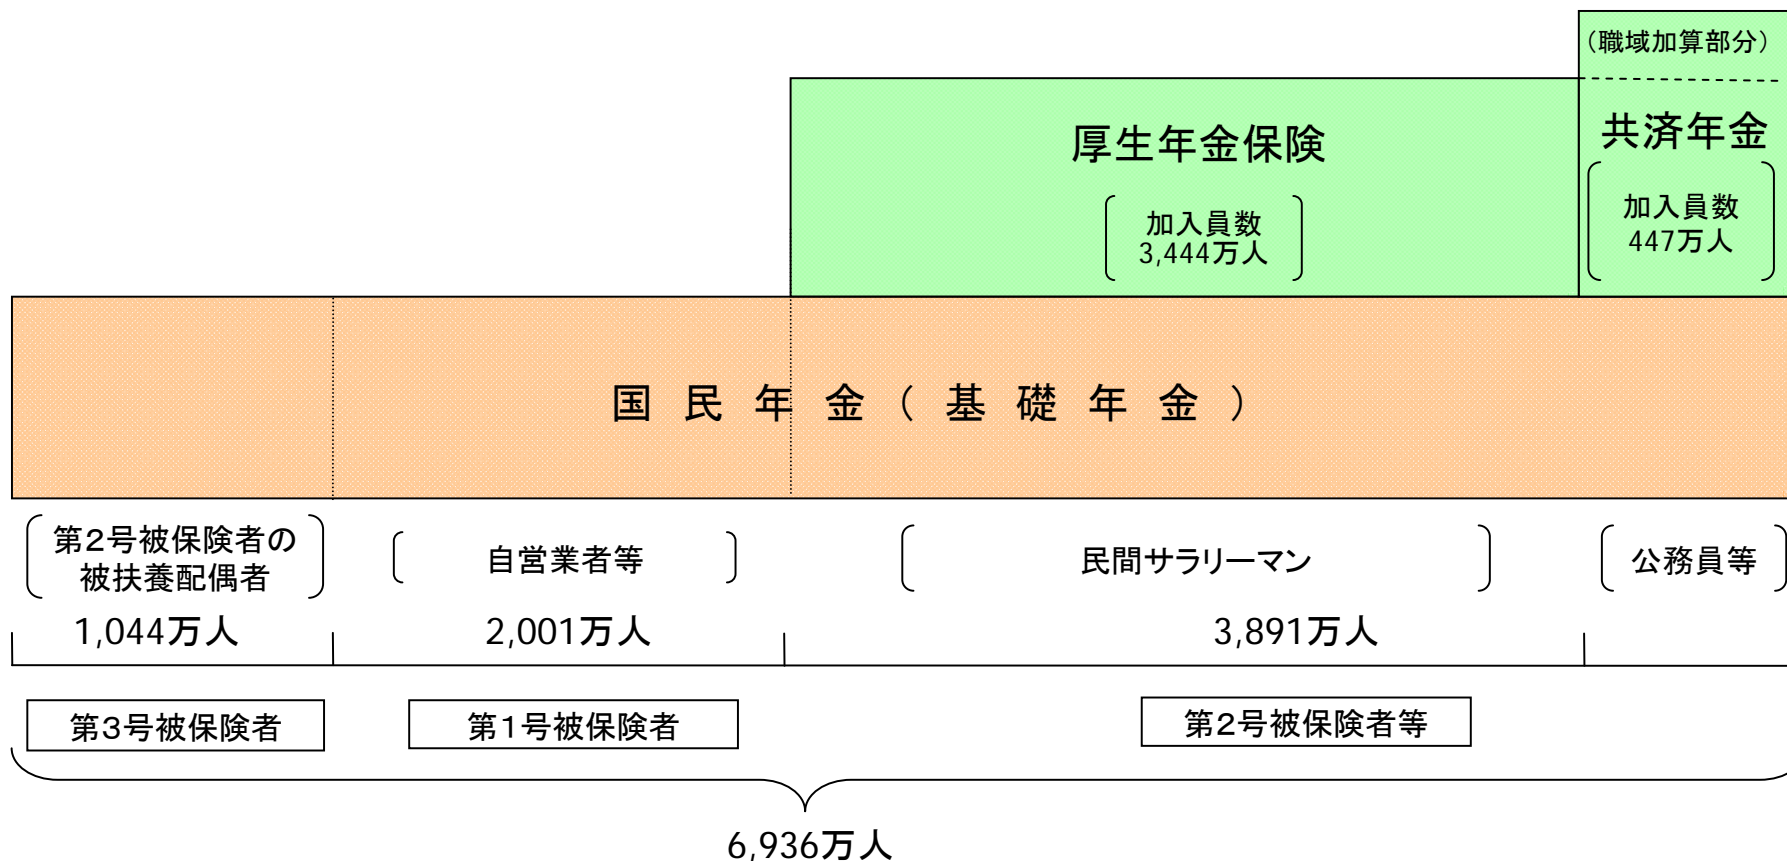 (職域加算部分)
厚生年金保険
共済年金
加入員数
3,444万人
加入員数
447万人
国民年金(基礎年金)
第2号被保険者の
被扶養配偶者
自営業者等
民間サラリーマン
公務員等
1,044万人
2,001万人
3,891万人
第3号被保険者
第1号被保険者
第2号被保険者等
6,936万人